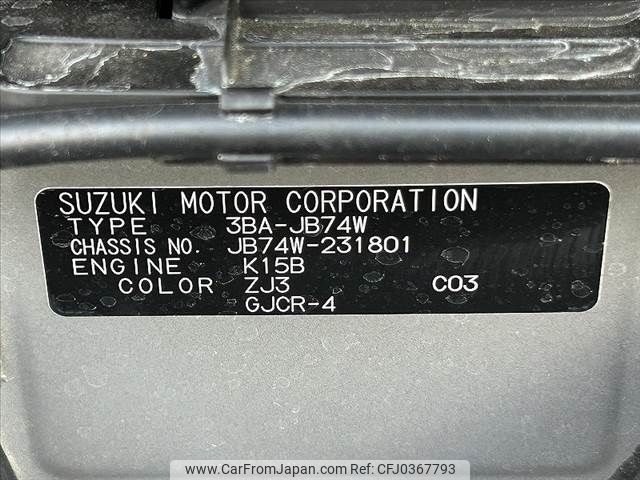 SUZUKI MOTOR CORPORATION
TYPE 3BA-JB74W
CHASSIS NO. JB74W-231801
ENGINE K15B
COLOR ZJ3 C03
GJCR-4
www.carfromjapan.com - CFJ0367793